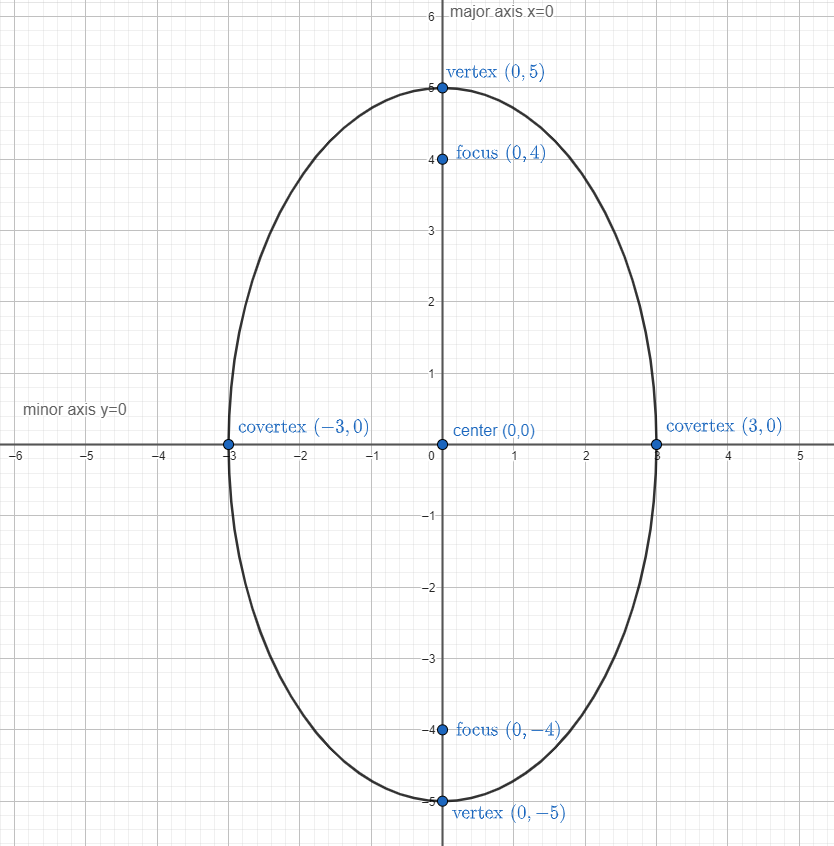 6
major axis x=0
vertex (0, 5)
5
focus (0, 4)
4
3
2
1
minor axis y=0
covertex (−3, 0)
center (0,0)
covertex (3, 0)
−6 −5 −4 −3 −2 −1 0 1 2 3 4 5
−1
−2
−3
−4
focus (0, −4)
−5
vertex (0, −5)